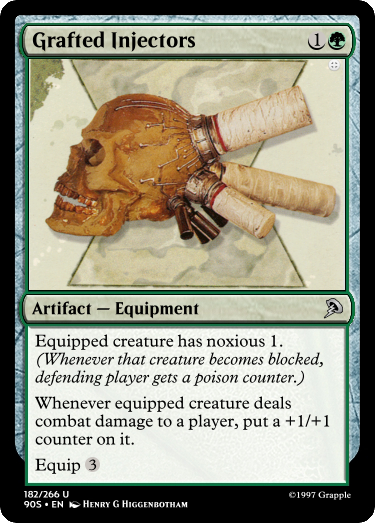 Grafted Injectors 1
Artifact — Equipment
Equipped creature has noxious 1.
(Whenever that creature becomes blocked,
defending player gets a poison counter.)
Whenever equipped creature deals
combat damage to a player, put a +1/+1
counter on it.
Equip 3
182/266 U
90S • EN HENRY G HIGGENBOTHAM
©1997 Grapple